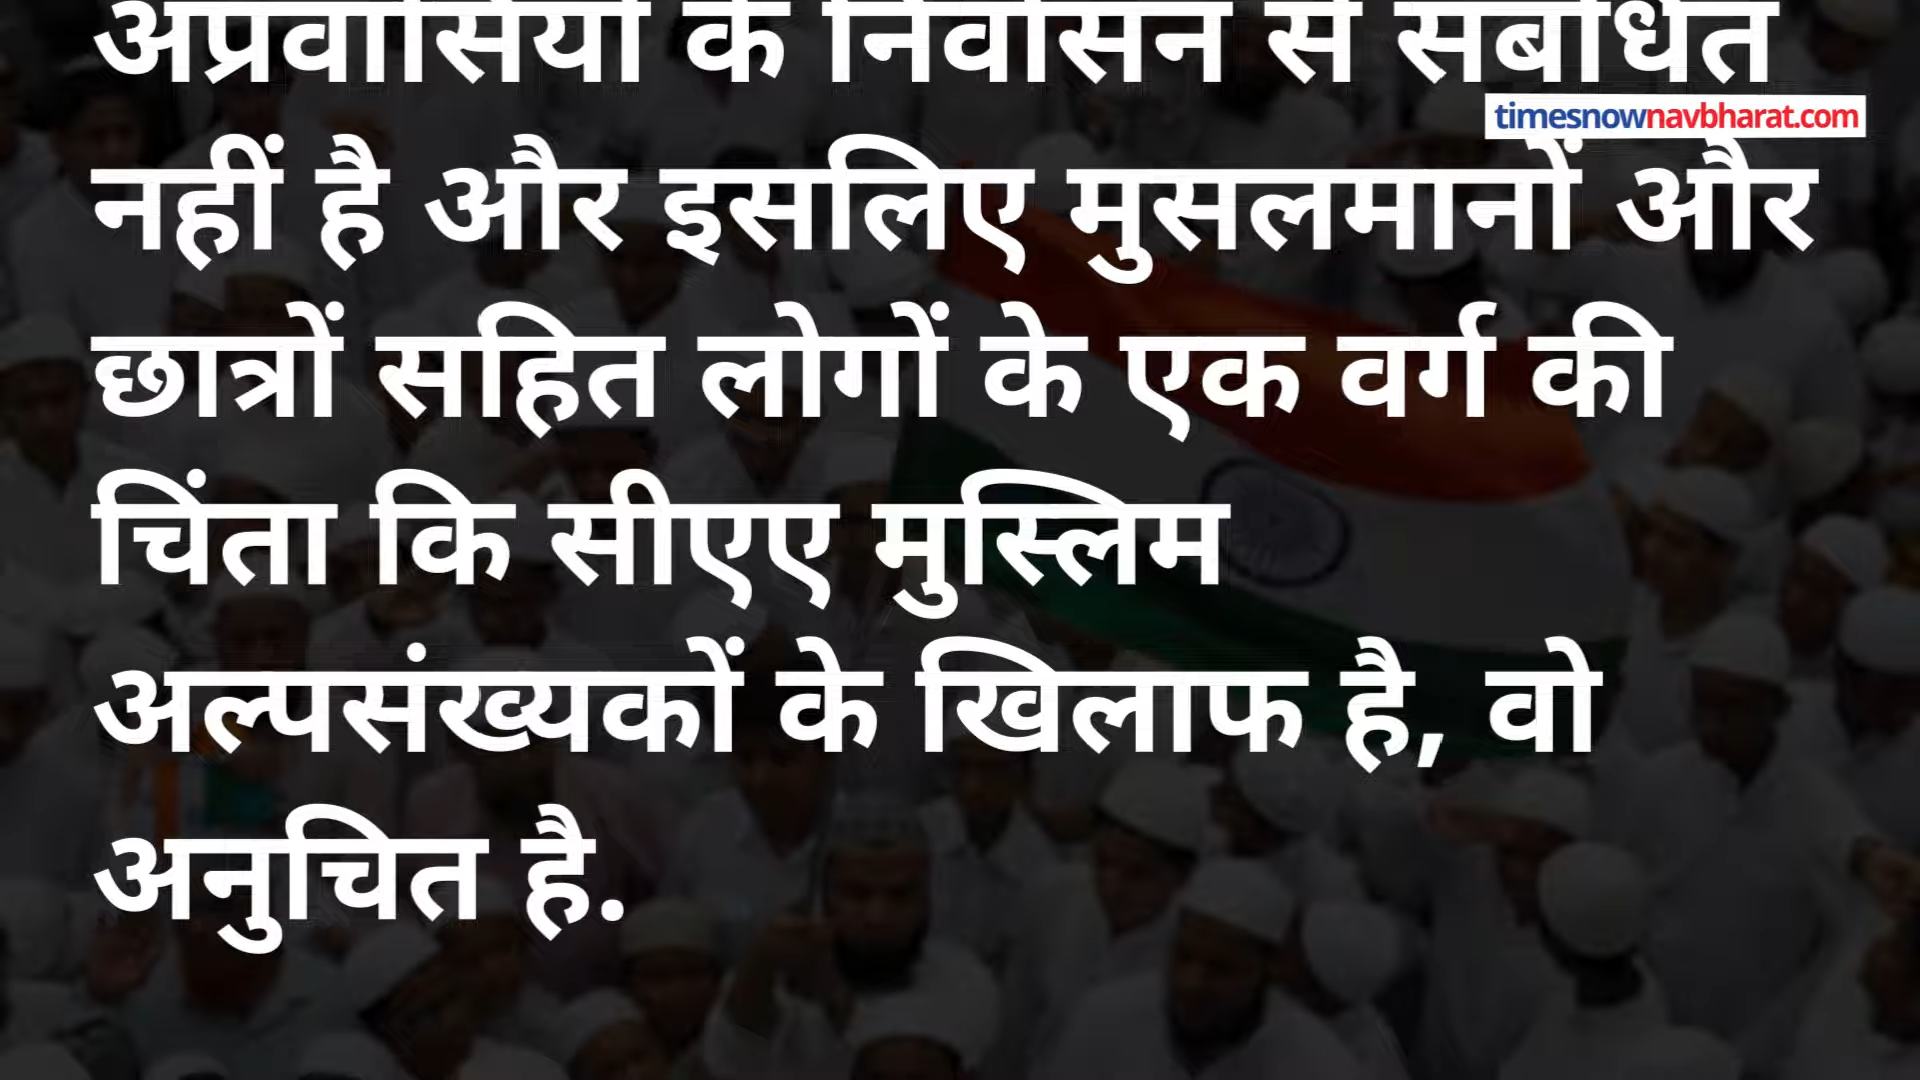 अप्रवासियों के निर्वासन से संबंधित
timesnownavbharat.com
नहीं है और इसलिए मुसलमानों और
छात्रों सहित लोगों के एक वर्ग की
चिंता कि सीएए मुस्लिम
अल्पसंख्यकों के खिलाफ है, वो
अनुचित है.